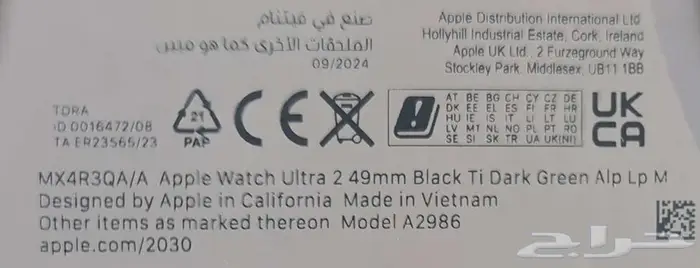 صنع في ڤيتنام
الملحقات الأخرى كما هو مبين
09/2024
Apple Distribution International Ltd
Hollyhill Industrial Estate, Cork, Ireland
Apple UK Ltd., 2 Furzeground Way
Stockley Park, Middlesex, UB11 1BB
TDRA
ID 0016472/08
TA ER23565/23
21
PAP
CE
AT BE BG CH CY CZ DE
DK EE EL ES FI FR HR
HU IE IS IT LI LT LU
LV MT NL NO PL PT RO
SE SI SK TR UA UK(NI)
UK
CA
MX4R3QA/A Apple Watch Ultra 2 49mm Black Ti Dark Green Alp Lp M
Designed by Apple in California Made in Vietnam
Other items as marked thereon Model A2986
apple.com/2030
حراج